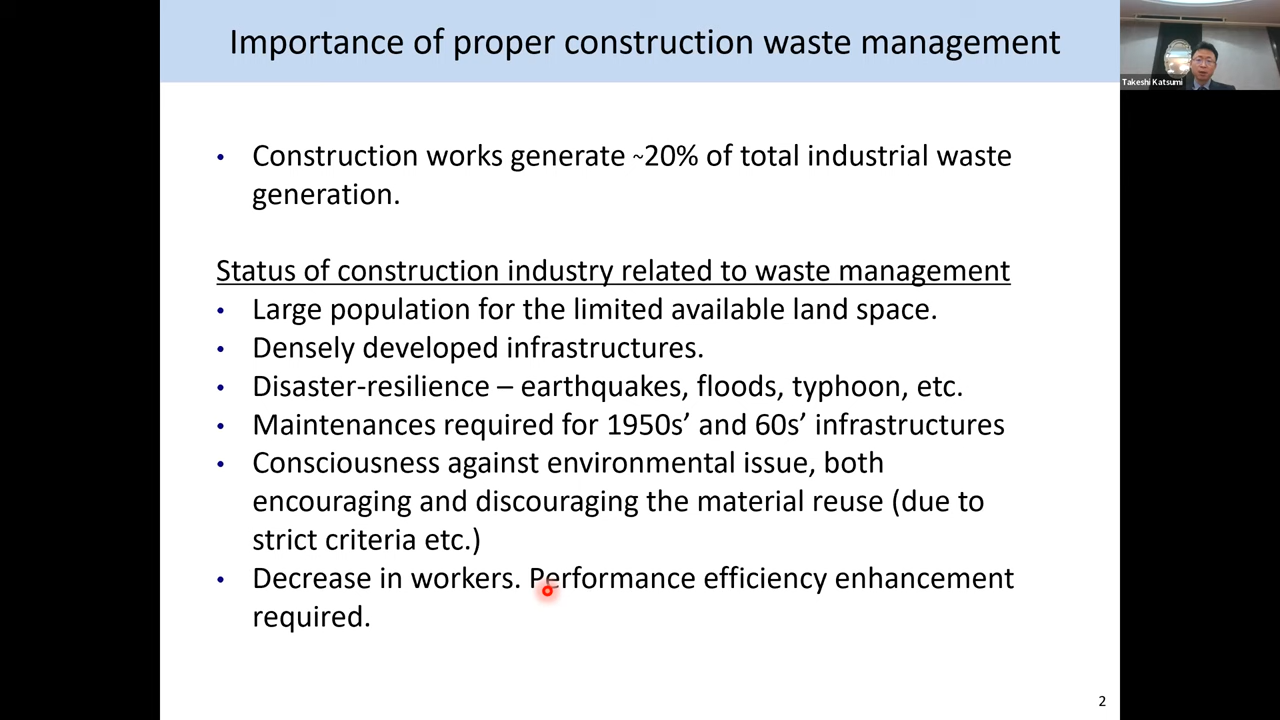 Importance of proper construction waste management
Takeshi Katsumi
• Construction works generate ~20% of total industrial waste
generation.
Status of construction industry related to waste management
• Large population for the limited available land space.
• Densely developed infrastructures.
• Disaster-resilience – earthquakes, floods, typhoon, etc.
• Maintenances required for 1950s’ and 60s’ infrastructures
• Consciousness against environmental issue, both
encouraging and discouraging the material reuse (due to
strict criteria etc.)
• Decrease in workers. Performance efficiency enhancement
required.
2